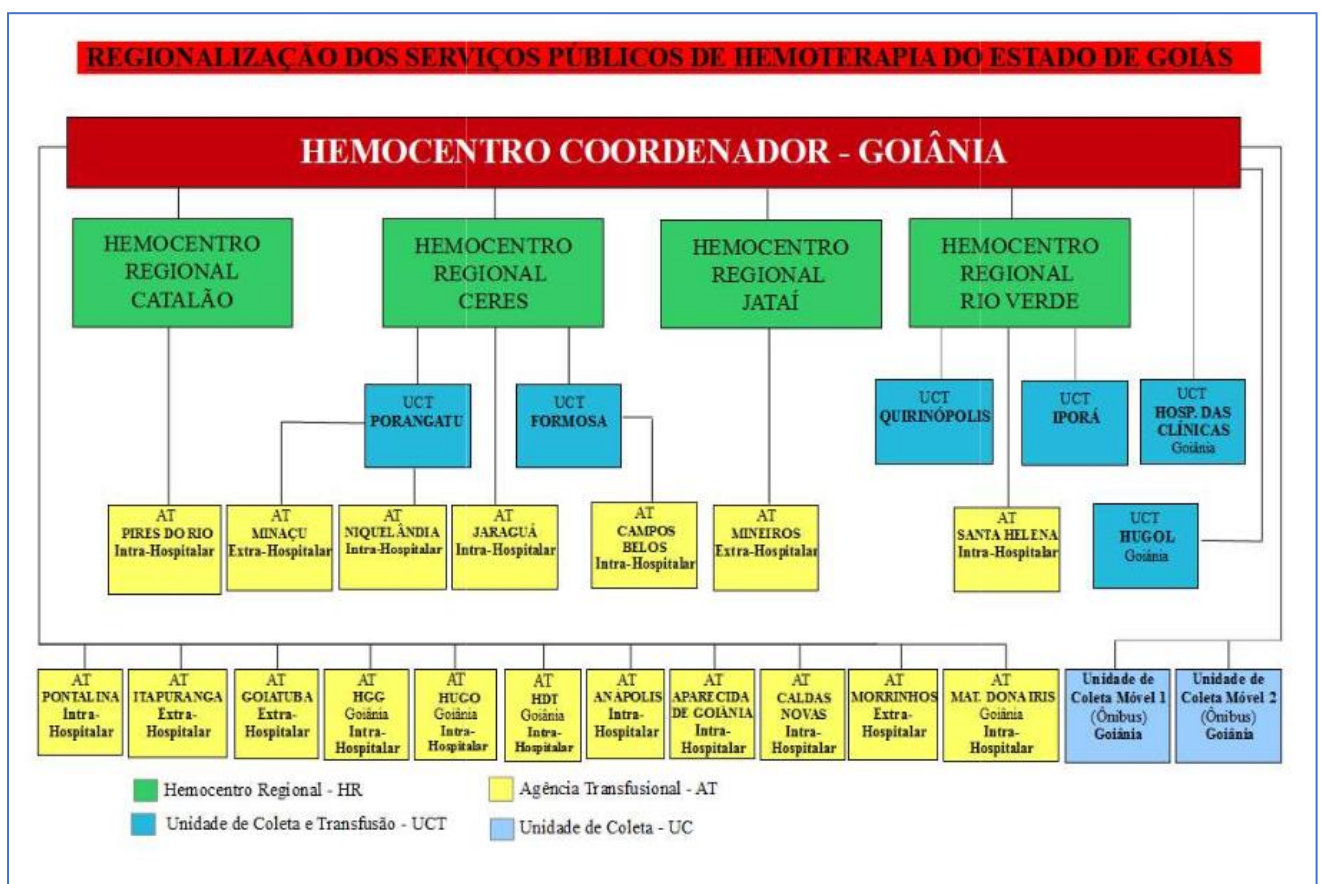 REGIONALIZAÇÃO DOS SERVIÇOS PÚBLICOS DE HEMOTERAPIA DO ESTADO DE GOIÁS
HEMOCENTRO COORDENADOR - GOIÂNIA
HEMOCENTRO
REGIONAL
CATALÃO
HEMOCENTRO
REGIONAL
CERES
HEMOCENTRO
REGIONAL
JATAÍ
HEMOCENTRO
REGIONAL
RIO VERDE
UCT
PORANGATU
UCT
FORMOSA
UCT
QUIRINÓPOLIS
UCT
IPORÁ
UCT
HOSP. DAS
CLÍNICAS
Goiânia
AT
PIRES DO RIO
Intra-Hospitalar
AT
MINAÇU
Extra-Hospitalar
AT
NIQUELÂNDIA
Intra-Hospitalar
AT
JARAGUÁ
Intra-Hospitalar
AT
CAMPOS
BELOS
Intra-Hospitalar
AT
MINEIROS
Extra-Hospitalar
AT
SANTA HELENA
Intra-Hospitalar
UCT
HUGOL
Goiânia
AT
PONTALINA
Intra-
Hospitalar
AT
ITAPURANGA
Extra-
Hospitalar
AT
GOIATUBA
Extra-
Hospitalar
AT
HGG
Goiânia
Intra-
Hospitalar
AT
HUGO
Goiânia
Intra-
Hospitalar
AT
HDT
Goiânia
Intra-
Hospitalar
AT
ANÁPOLIS
Intra-
Hospitalar
AT
APARECIDA
DE GOIÂNIA
Intra-
Hospitalar
AT
CALDAS
NOVAS
Intra-
Hospitalar
AT
MORRINHOS
Extra-
Hospitalar
AT
MAT. DONA IRIS
Goiânia
Intra-
Hospitalar
Unidade de
Coleta Móvel 1
(Ônibus)
Goiânia
Unidade de
Coleta Móvel 2
(Ônibus)
Goiânia
Hemocentro Regional - HR
Agência Transfusional - AT
Unidade de Coleta e Transfusão - UCT
Unidade de Coleta - UC